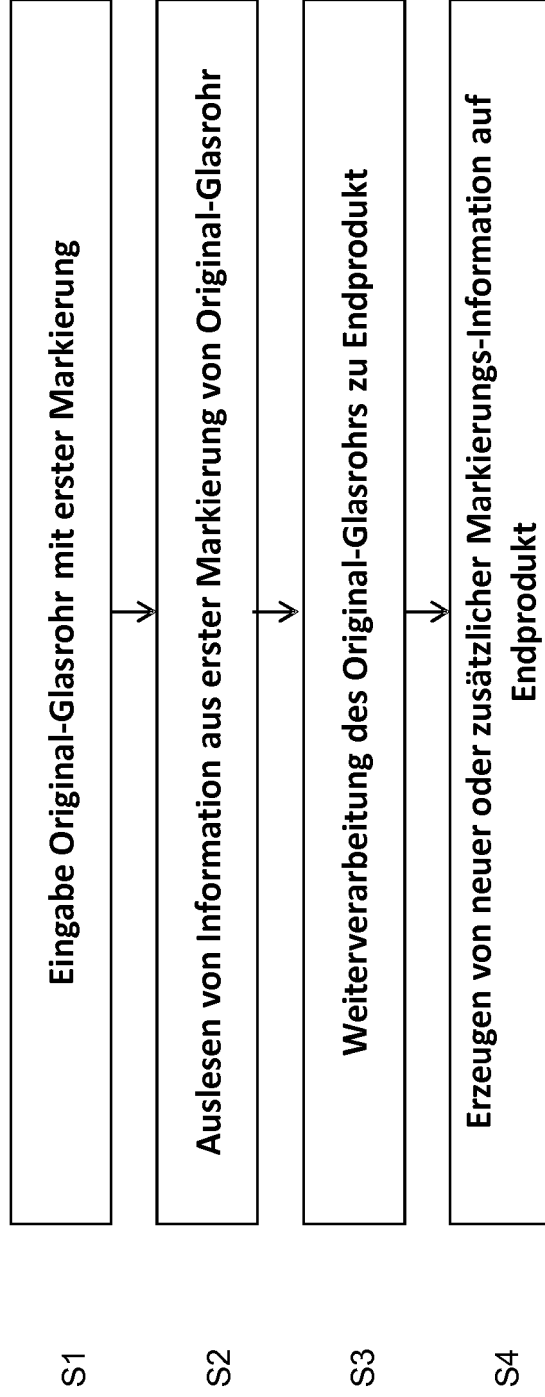 S1
Eingabe Original-Glasrohr mit erster Markierung
S2
Auslesen von Information aus erster Markierung von Original-Glasrohr
S3
Weiterverarbeitung des Original-Glasrohrs zu Endprodukt
S4
Erzeugen von neuer oder zusätzlicher Markierungs-Information auf
Endprodukt